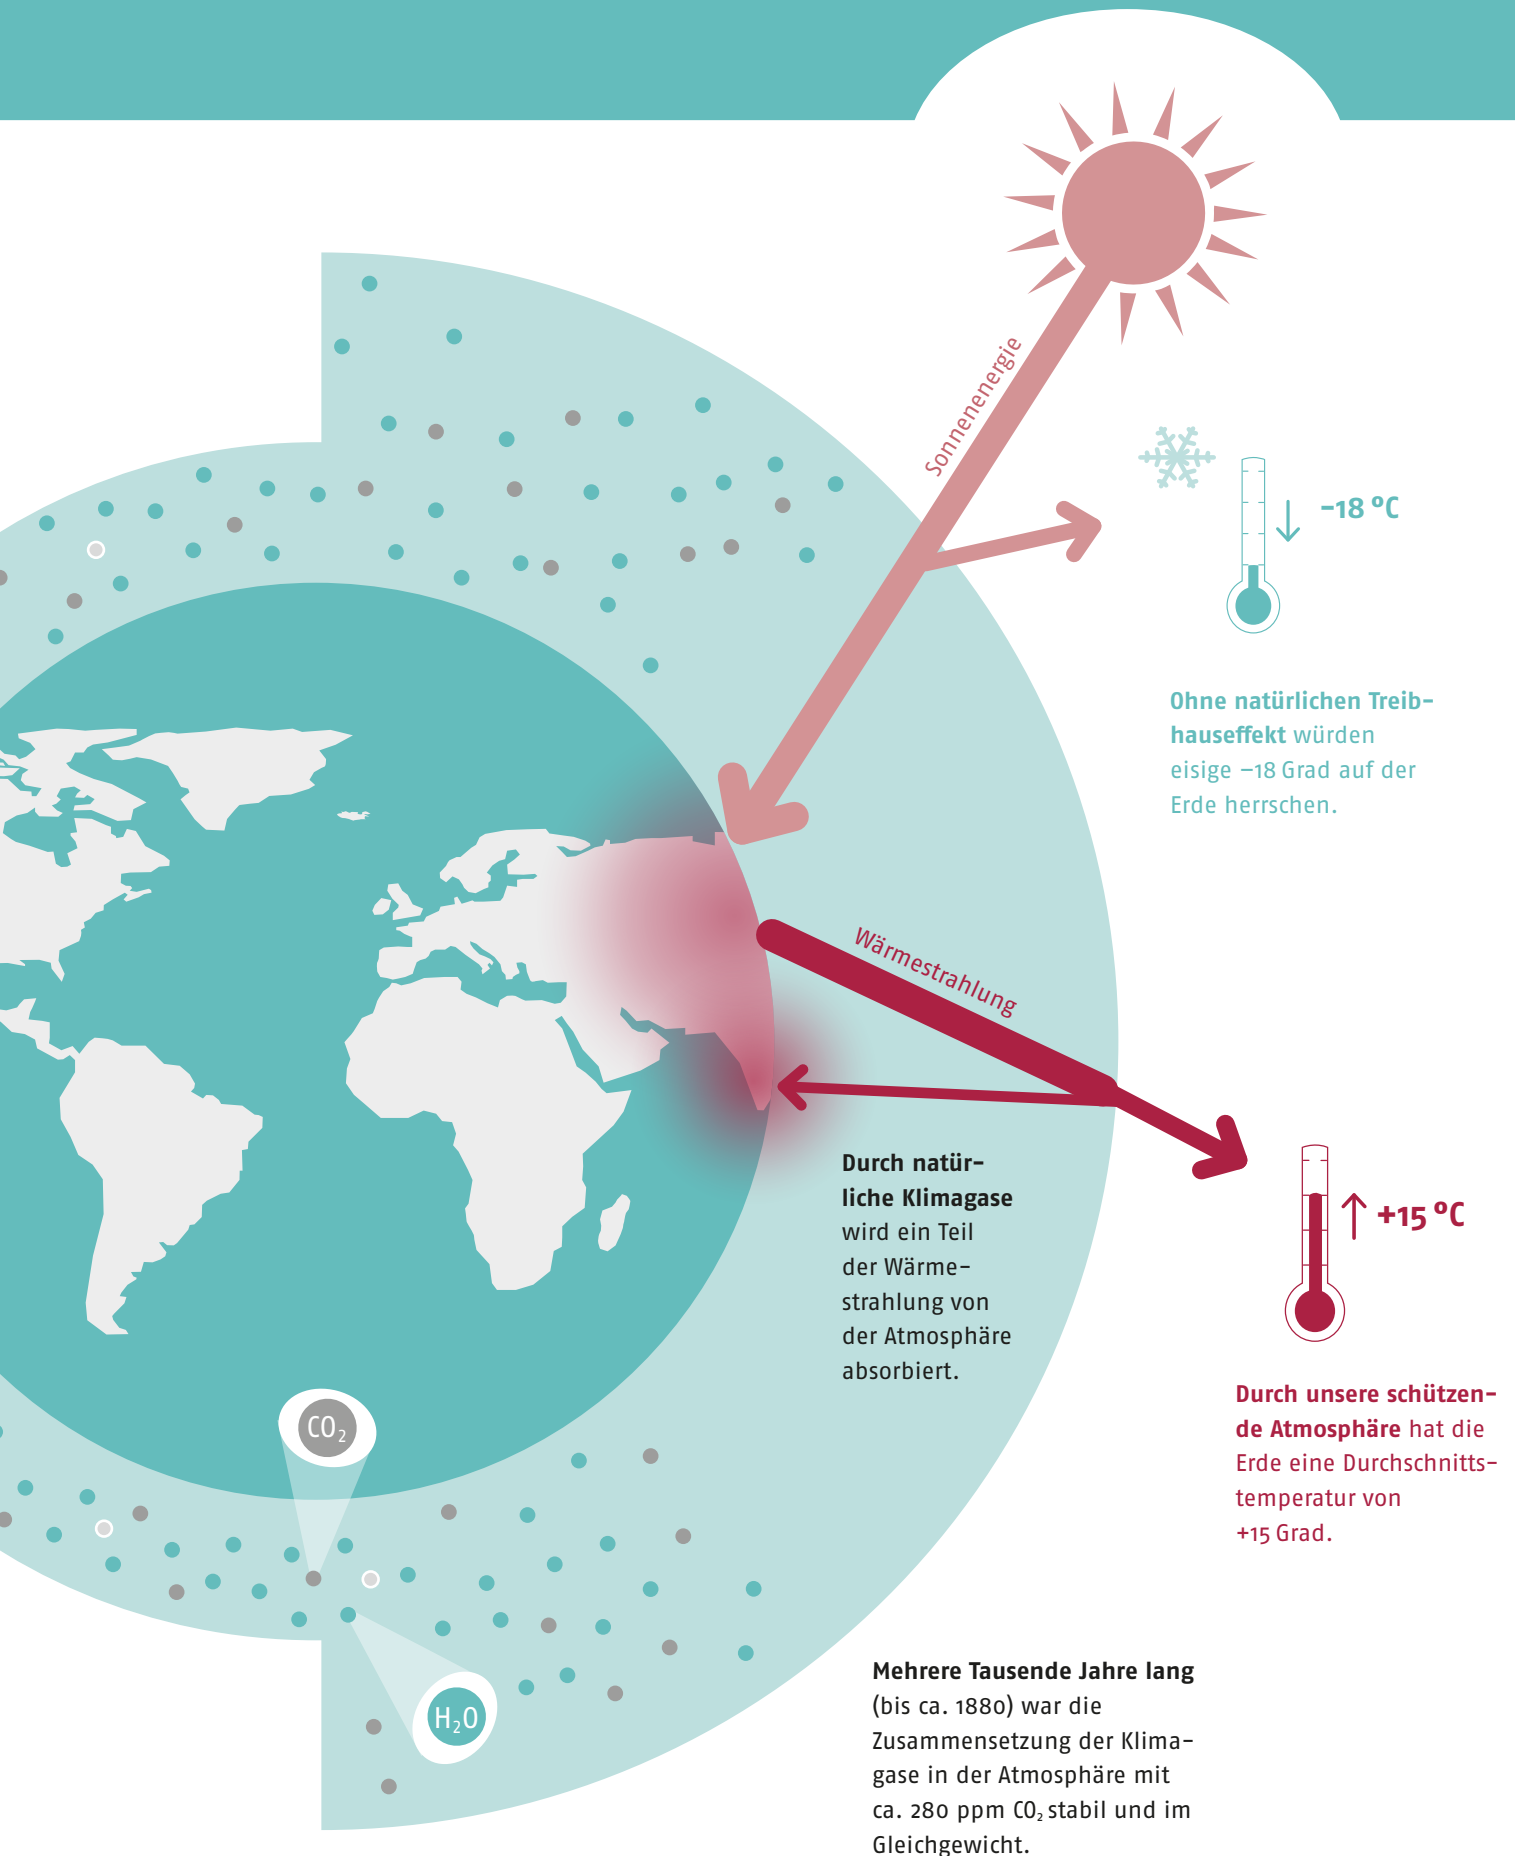 Sonnenenergie
−18 °C
Ohne natürlichen Treib-
hauseffekt würden
eisige −18 Grad auf der
Erde herrschen.
Wärmestrahlung
Durch natür-
liche Klimagase
wird ein Teil
der Wärme-
strahlung von
der Atmosphäre
absorbiert.
+15 °C
Durch unsere schützen-
de Atmosphäre hat die
Erde eine Durchschnitts-
temperatur von
+15 Grad.
CO₂
H₂O
Mehrere Tausende Jahre lang
(bis ca. 1880) war die
Zusammensetzung der Klima-
gase in der Atmosphäre mit
ca. 280 ppm CO₂ stabil und im
Gleichgewicht.